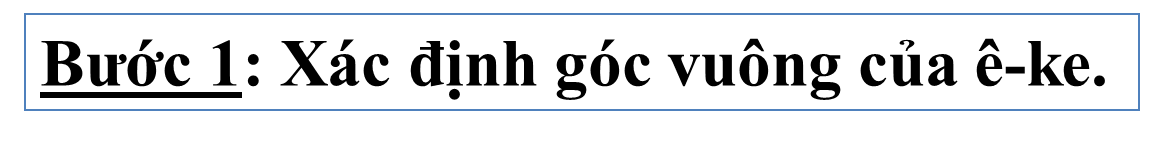 Bước 1: Xác định góc vuông của ê-ke.